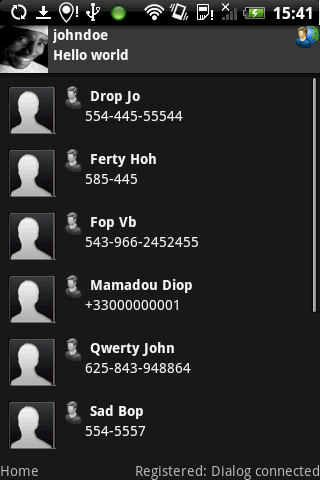 15:41
johndoe
Hello world
Drop Jo
554-445-55544
Ferty Hoh
585-445
Fop Vb
543-966-2452455
Mamadou Diop
+33000000001
Qwerty John
625-843-948864
Sad Bop
554-5557
Home Registered: Dialog connected